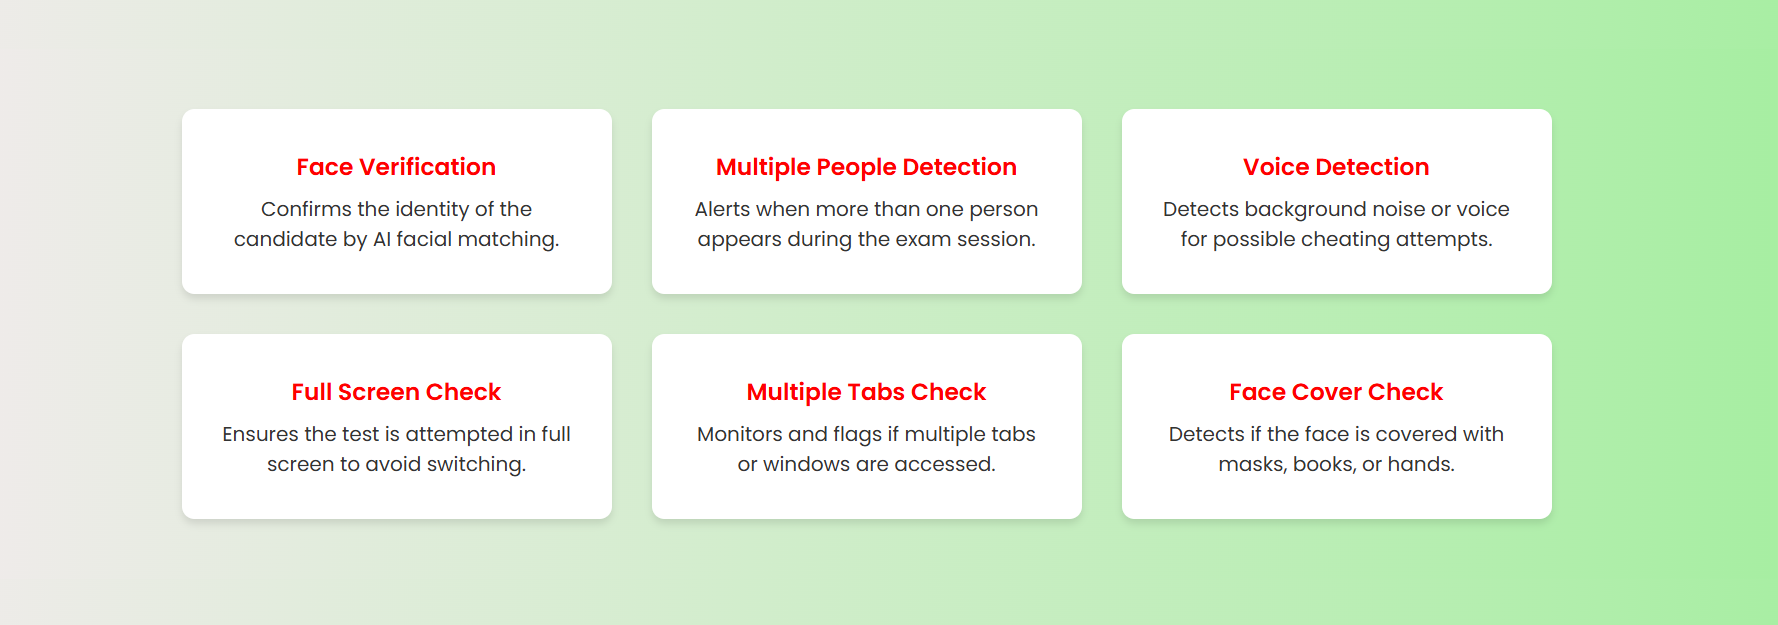 Face Verification
Confirms the identity of the
candidate by AI facial matching.
Multiple People Detection
Alerts when more than one person
appears during the exam session.
Voice Detection
Detects background noise or voice
for possible cheating attempts.
Full Screen Check
Ensures the test is attempted in full
screen to avoid switching.
Multiple Tabs Check
Monitors and flags if multiple tabs
or windows are accessed.
Face Cover Check
Detects if the face is covered with
masks, books, or hands.